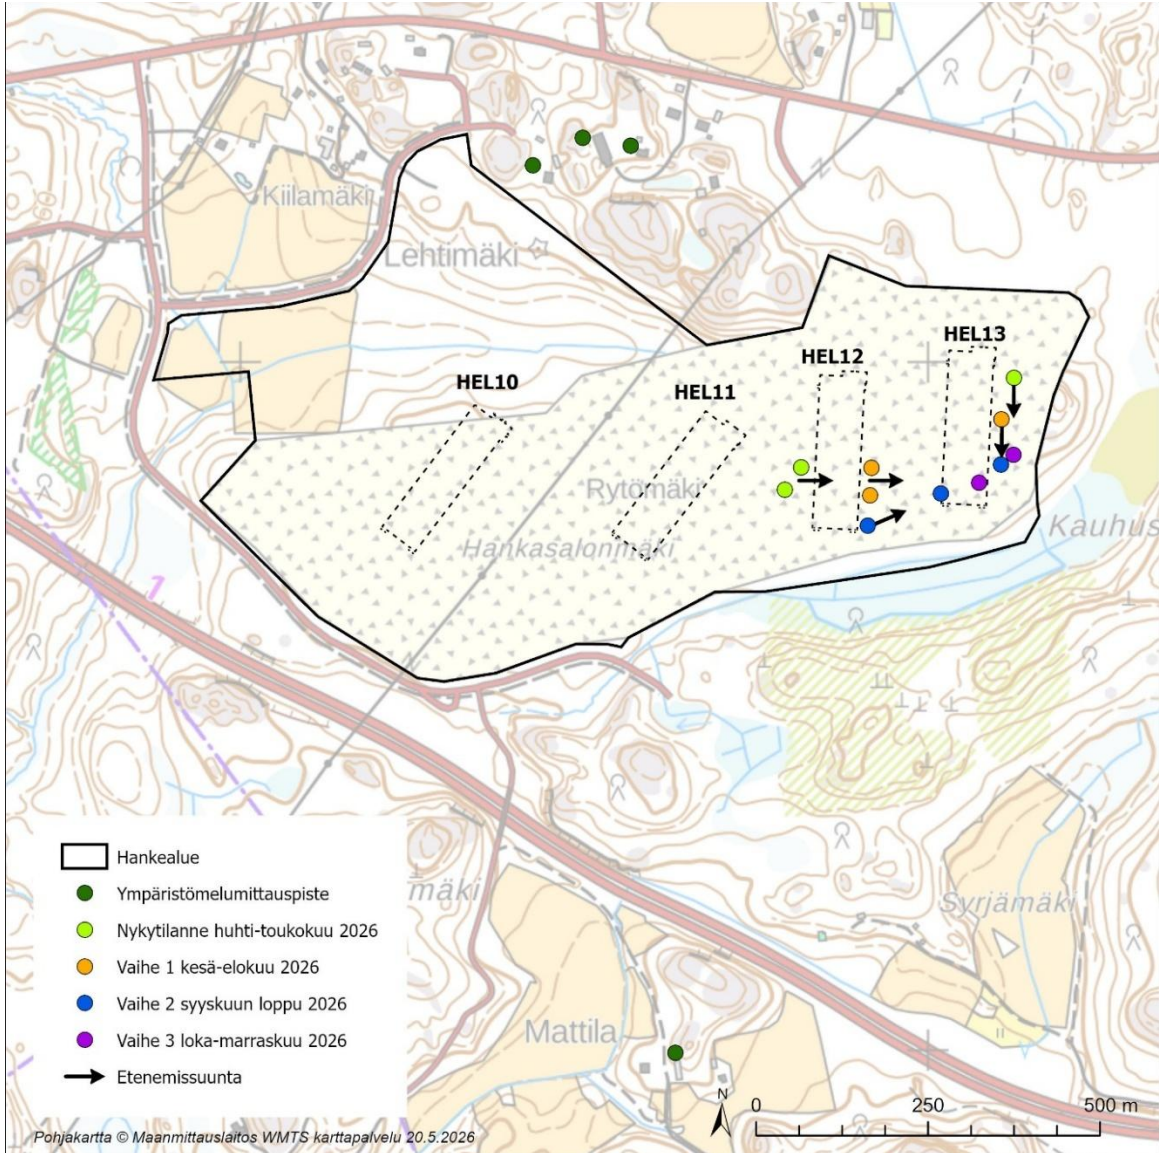 Kiilamäki
Lehtimäki
HEL13
HEL12
HEL10
HEL11
Rytömäki
Hankasalonmäki
Kauhus
1
Hankealue
Ympäristömelumittauspiste
mäki
Nykytilanne huhti-toukokuu 2026
Syrjämäki
Vaihe 1 kesä-elokuu 2026
Vaihe 2 syyskuun loppu 2026
Mattila
Vaihe 3 loka-marraskuu 2026
Etenemissuunta
N
0 250 500 m
Pohjakartta © Maanmittauslaitos WMTS karttapalvelu 20.5.2026